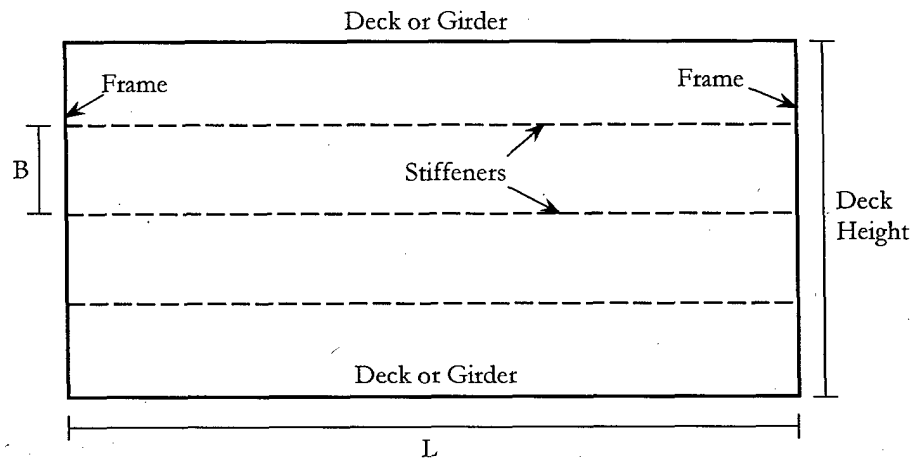 Deck or Girder
Frame
Frame
B
Stiffeners
Deck
Height
Deck or Girder
L